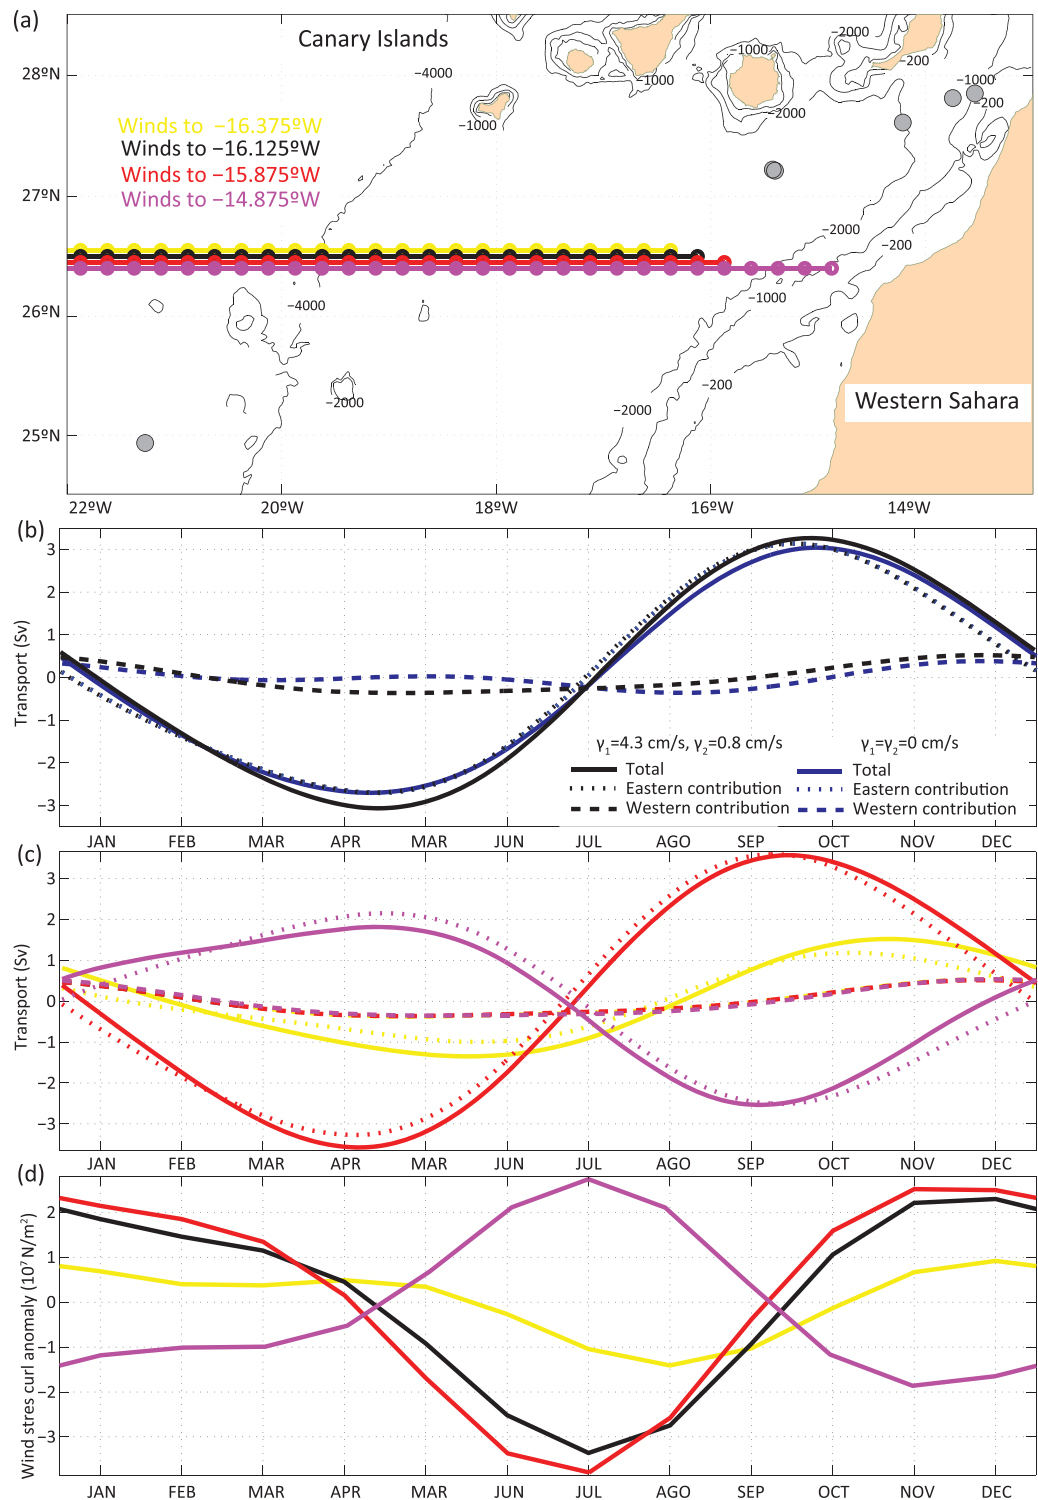 (a)
Canary Islands
28ºN
27ºN
26ºN
25ºN
Winds to −16.375ºW
Winds to −16.125ºW
Winds to −15.875ºW
Winds to −14.875ºW
−4000
−1000
−1000
−1000
−2000
−2000
−200
−1000
−200
−2000
−200
−1000
−4000
−2000
−200
−2000
Western Sahara
22ºW 20ºW 18ºW 16ºW 14ºW
(b)
Transport (Sv)
3
2
1
0
−1
−2
−3
γ1=4.3 cm/s, γ2=0.8 cm/s γ1=γ2=0 cm/s
Total Total
Eastern contribution Eastern contribution
Western contribution Western contribution
JAN FEB MAR APR MAR JUN JUL AGO SEP OCT NOV DEC
(c)
Transport (Sv)
3
2
1
0
−1
−2
−3
JAN FEB MAR APR MAR JUN JUL AGO SEP OCT NOV DEC
(d)
Wind stres curl anomaly (10⁷ N/m²)
2
1
0
−1
−2
−3
JAN FEB MAR APR MAR JUN JUL AGO SEP OCT NOV DEC